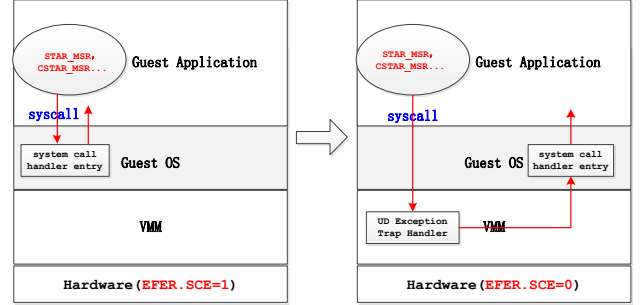 STAR_MSR,
CSTAR_MSR...
Guest Application
syscall
system call
handler entry
Guest OS
VMM
Hardware(EFER.SCE=1)
STAR_MSR,
CSTAR_MSR...
Guest Application
syscall
Guest OS
system call
handler entry
UD Exception
Trap Handler
VMM
Hardware(EFER.SCE=0)